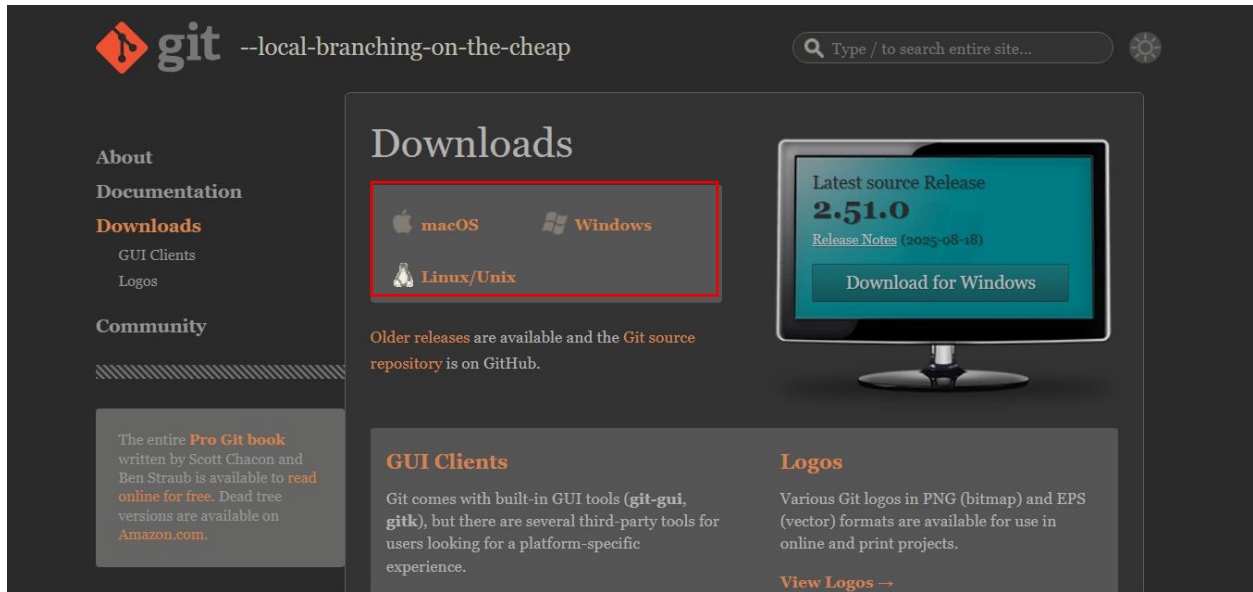 git --local-branching-on-the-cheap
Type / to search entire site...
About
Documentation
Downloads
GUI Clients
Logos
Community
The entire Pro Git book
written by Scott Chacon and
Ben Straub is available to read
online for free. Dead tree
versions are available on
Amazon.com.
Downloads
macOS
Windows
Linux/Unix
Older releases are available and the Git source
repository is on GitHub.
Latest source Release
2.51.0
Release Notes (2025-08-18)
Download for Windows
GUI Clients
Git comes with built-in GUI tools (git-gui,
gitk), but there are several third-party tools for
users looking for a platform-specific
experience.
Logos
Various Git logos in PNG (bitmap) and EPS
(vector) formats are available for use in
online and print projects.
View Logos →